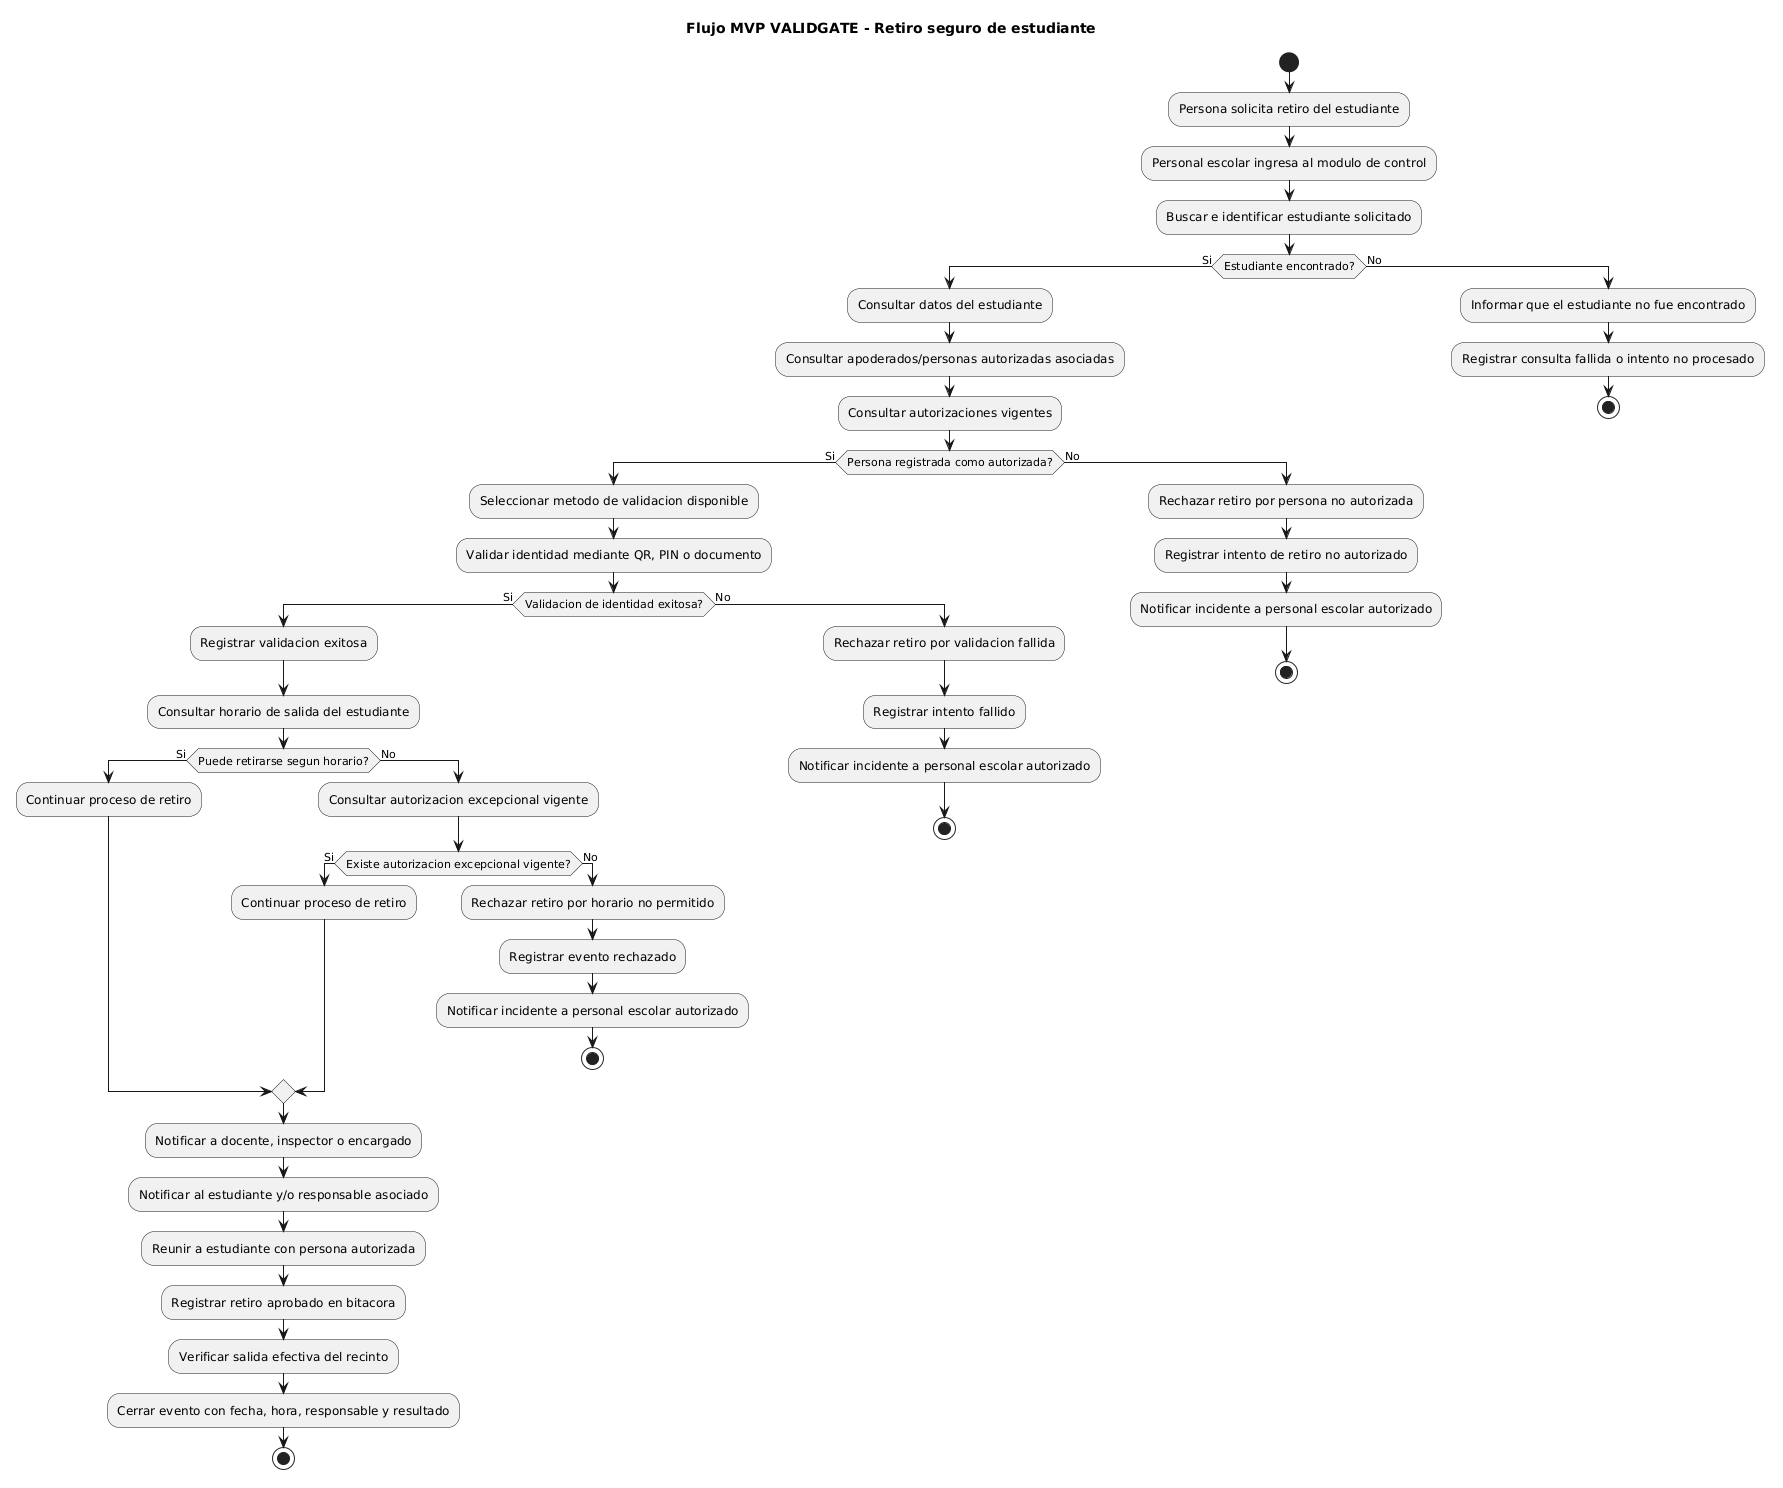 Flujo MVP VALIDGATE - Retiro seguro de estudiante
Persona solicita retiro del estudiante
Personal escolar ingresa al modulo de control
Buscar e identificar estudiante solicitado
Si
Estudiante encontrado?
No
Consultar datos del estudiante
Informar que el estudiante no fue encontrado
Consultar apoderados/personas autorizadas asociadas
Registrar consulta fallida o intento no procesado
Consultar autorizaciones vigentes
Si
Persona registrada como autorizada?
No
Seleccionar metodo de validacion disponible
Rechazar retiro por persona no autorizada
Validar identidad mediante QR, PIN o documento
Registrar intento de retiro no autorizado
Si
Validacion de identidad exitosa?
No
Notificar incidente a personal escolar autorizado
Registrar validacion exitosa
Rechazar retiro por validacion fallida
Consultar horario de salida del estudiante
Registrar intento fallido
Si
Puede retirarse segun horario?
No
Notificar incidente a personal escolar autorizado
Continuar proceso de retiro
Consultar autorizacion excepcional vigente
Si
Existe autorizacion excepcional vigente?
No
Continuar proceso de retiro
Rechazar retiro por horario no permitido
Registrar evento rechazado
Notificar incidente a personal escolar autorizado
Notificar a docente, inspector o encargado
Notificar al estudiante y/o responsable asociado
Reunir a estudiante con persona autorizada
Registrar retiro aprobado en bitacora
Verificar salida efectiva del recinto
Cerrar evento con fecha, hora, responsable y resultado